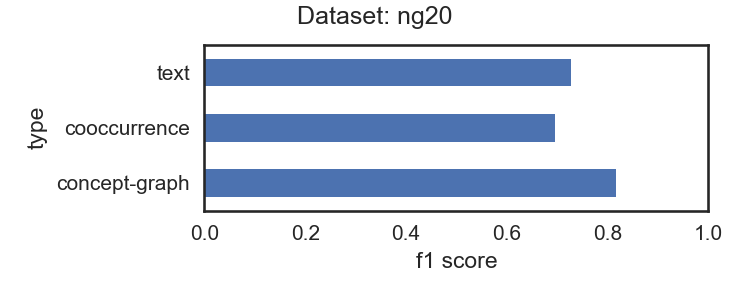 Dataset: ng20
type
text
cooccurrence
concept-graph
0.0 0.2 0.4 0.6 0.8 1.0
f1 score